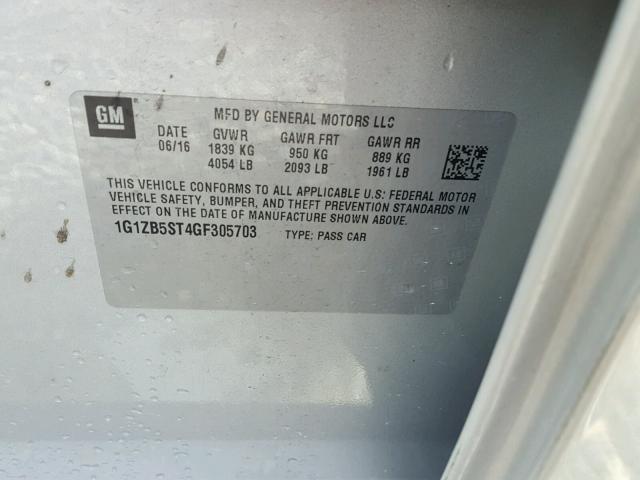 GM
MFD BY GENERAL MOTORS LLC
DATE GVWR GAWR FRT GAWR RR
06/16 1839 KG 950 KG 889 KG
4054 LB 2093 LB 1961 LB
THIS VEHICLE CONFORMS TO ALL APPLICABLE U.S. FEDERAL MOTOR
VEHICLE SAFETY, BUMPER, AND THEFT PREVENTION STANDARDS IN
EFFECT ON THE DATE OF MANUFACTURE SHOWN ABOVE.
1G1ZB5ST4GF305703 TYPE: PASS CAR